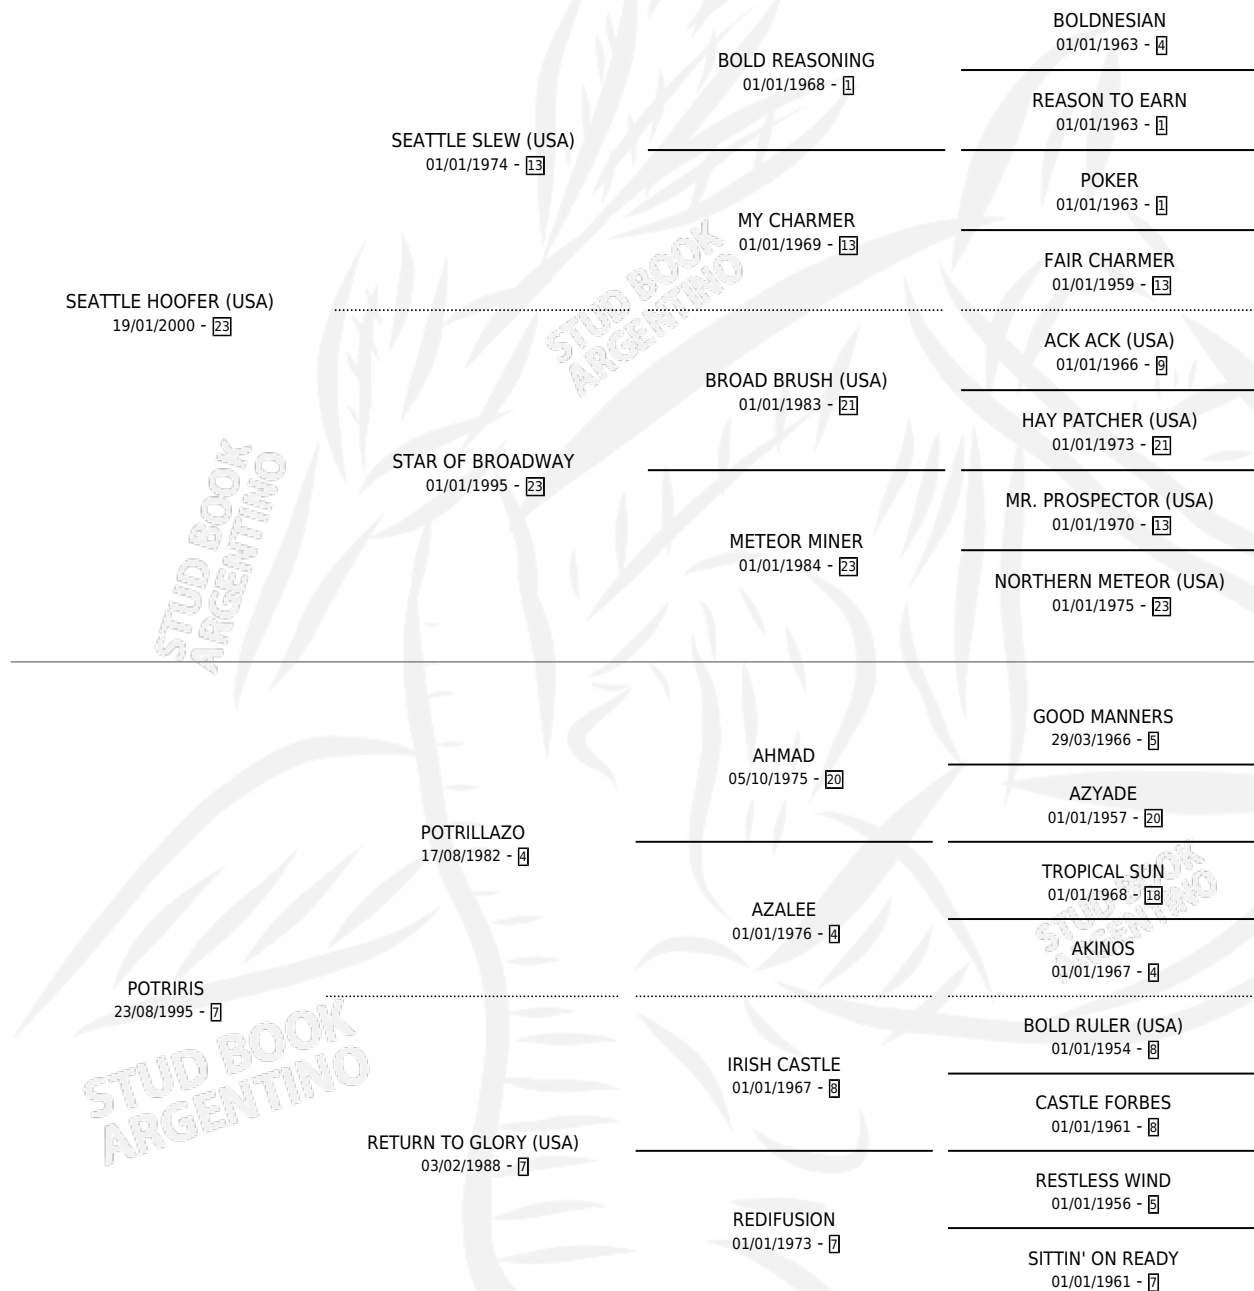 BOLDNESIAN
01/01/1963 - 4
BOLD REASONING
01/01/1968 - 1
REASON TO EARN
01/01/1963 - 1
SEATTLE SLEW (USA)
01/01/1974 - 13
POKER
01/01/1963 - 1
MY CHARMER
01/01/1969 - 13
FAIR CHARMER
01/01/1959 - 13
SEATTLE HOOFER (USA)
19/01/2000 - 23
STUD BOOK
ARGENTINO
ACK ACK (USA)
01/01/1966 - 9
BROAD BRUSH (USA)
01/01/1983 - 21
HAY PATCHER (USA)
01/01/1973 - 21
STAR OF BROADWAY
01/01/1995 - 23
MR. PROSPECTOR (USA)
01/01/1970 - 13
METEOR MINER
01/01/1984 - 23
NORTHERN METEOR (USA)
01/01/1975 - 23
STUD BOOK
ARGENTINO
GOOD MANNERS
29/03/1966 - 5
AHMAD
05/10/1975 - 20
AZYADE
01/01/1957 - 20
POTRILLAZO
17/08/1982 - 4
TROPICAL SUN
01/01/1968 - 18
AZALEE
01/01/1976 - 4
STUD BOOK
ARGENTINO
AKINOS
01/01/1967 - 4
POTRIRIS
23/08/1995 - 7
BOLD RULER (USA)
01/01/1954 - 8
IRISH CASTLE
01/01/1967 - 8
STUD BOOK
ARGENTINO
CASTLE FORBES
01/01/1961 - 8
RETURN TO GLORY (USA)
03/02/1988 - 7
RESTLESS WIND
01/01/1956 - 5
REDIFUSION
01/01/1973 - 7
SITTIN' ON READY
01/01/1961 - 7